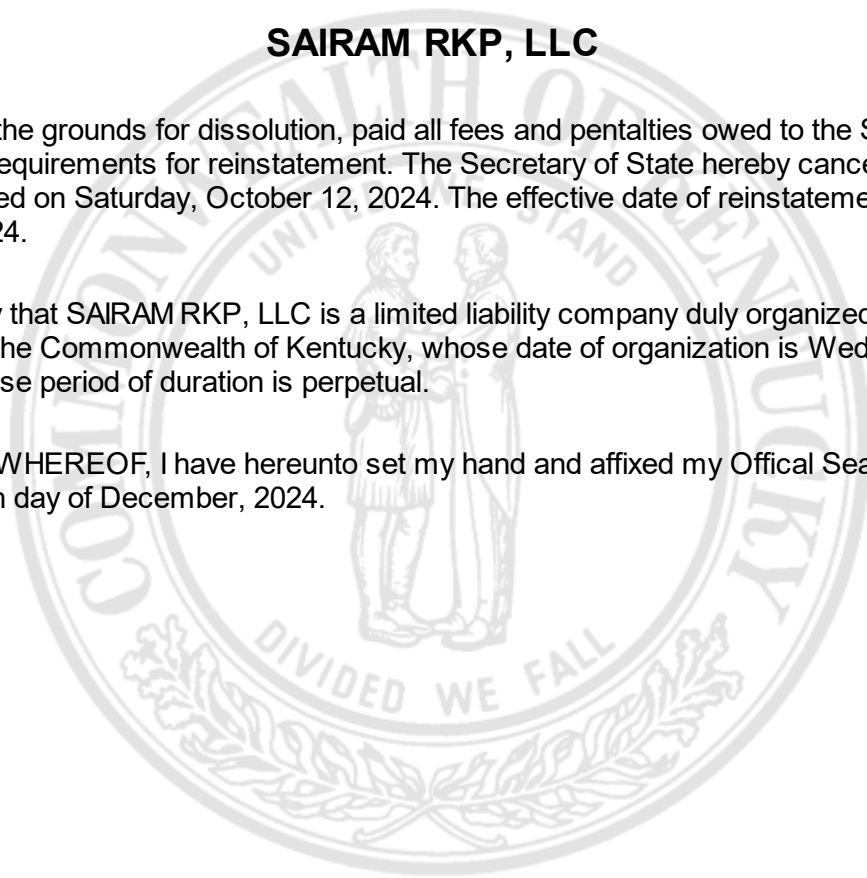 SAIRAM RKP, LLC
the grounds for dissolution, paid all fees and pentalties owed to the S
equirements for reinstatement. The Secretary of State hereby cance
ed on Saturday, October 12, 2024. The effective date of reinstateme
24.
y that SAIRAM RKP, LLC is a limited liability company duly organized
he Commonwealth of Kentucky, whose date of organization is Wed
se period of duration is perpetual.
WHEREOF, I have hereunto set my hand and affixed my Offical Sea
h day of December, 2024.
COMMONWEALTH OF KENTUCKY
UNITED WE STAND
DIVIDED WE FALL